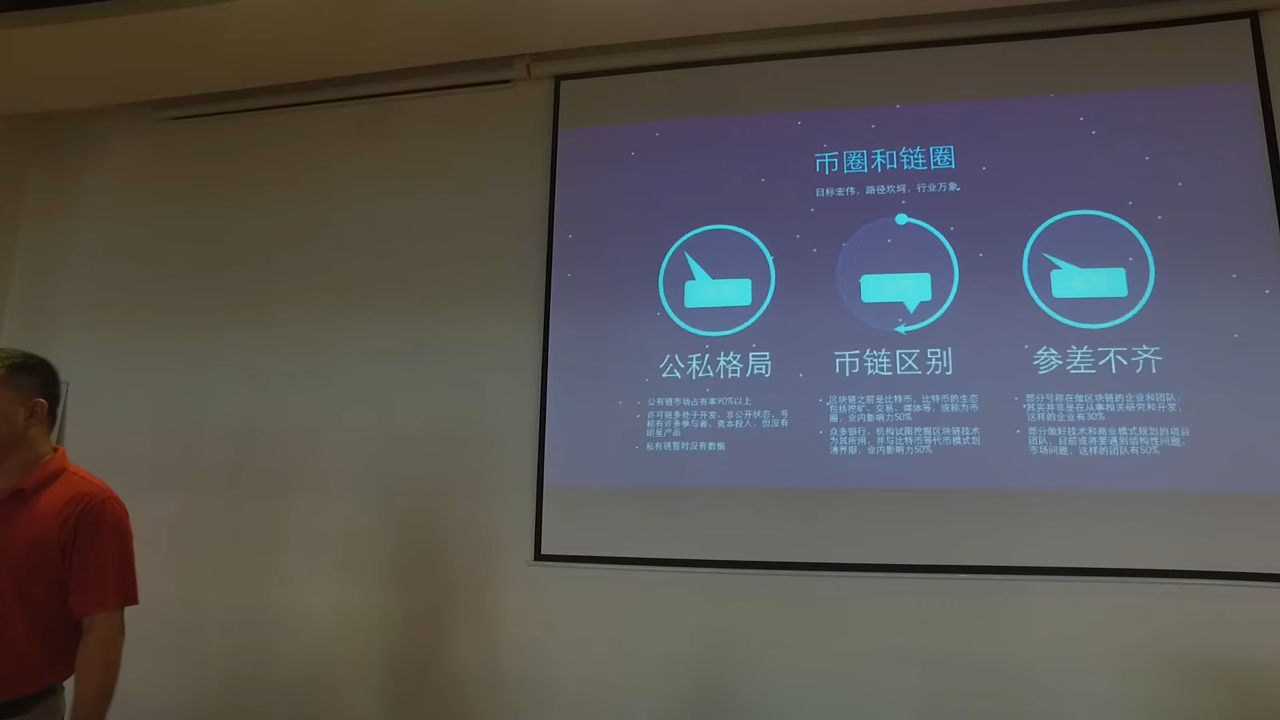 币圈和链圈
目标宏伟，路径坎坷，行业万象。
公私格局
公有链市场占有率90%以上
许可链多处于开发、非公开状态，号
称有许多参与者、资本投入，但没有
明星产品
私有链暂时没有数据
币链区别
区块链之前是比特币，比特币的生态
包括挖矿、交易、媒体等，统称为币
圈，业内影响力50%
众多银行、机构试图挖掘区块链技术
为其所用，并与比特币等代币模式划
清界限，业内影响力50%
参差不齐
部分号称在做区块链的企业和团队，
其实并非是在从事相关研究和开发，
这样的企业有30%
部分做好技术和商业模式规划的项目
团队，目前或将要遇到结构性问题、
市场问题，这样的团队有50%